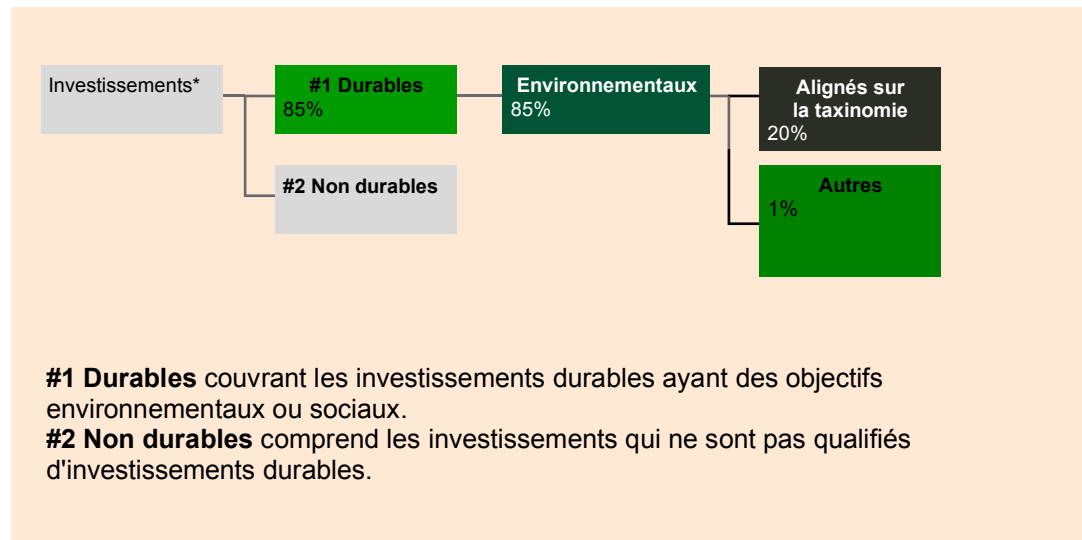 Investissements*
#1 Durables
85%
Environnementaux
85%
Alignés sur
la taxinomie
20%
#2 Non durables
Autres
1%
#1 Durables couvrant les investissements durables ayant des objectifs
environnementaux ou sociaux.
#2 Non durables comprend les investissements qui ne sont pas qualifiés
d'investissements durables.